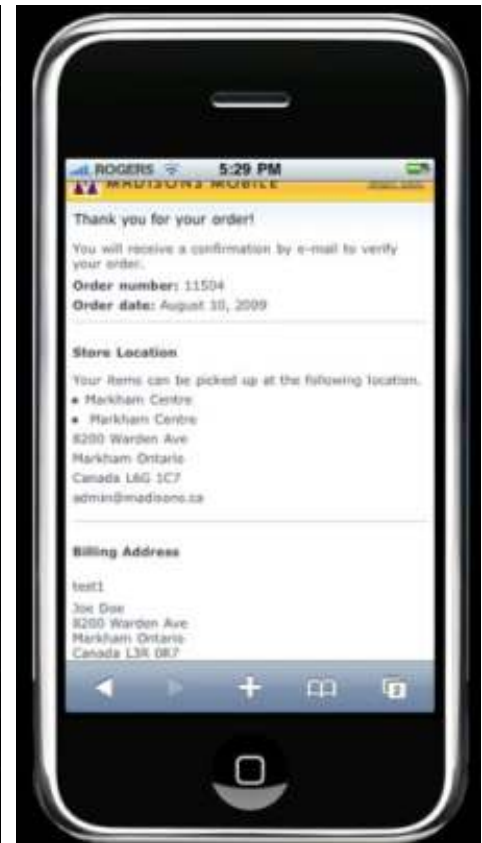 ROGERS 5:29 PM
MADISONS MOBILE
Thank you for your order!
You will receive a confirmation by e-mail to verify
your order.
Order number: 11504
Order date: August 10, 2009
Store Location
Your items can be picked up at the following location.
• Markham Centre
• Markham Centre
8200 Warden Ave
Markham Ontario
Canada L6G 1C7
admin@madisons.ca
Billing Address
test1
Joe Doe
8200 Warden Ave
Markham Ontario
Canada L3R 0R7
2